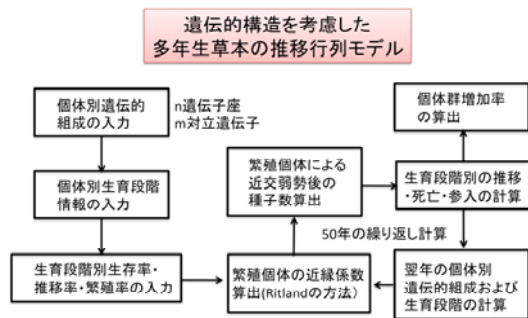 遺伝的構造を考慮した
多年生草本の推移行列モデル
個体別遺伝的
組成の入力
n遺伝子座
m対立遺伝子
個体別生育段階
情報の入力
生育段階別生存率・
推移率・繁殖率の入力
繁殖個体の近縁係数
算出(Ritlandの方法)
繁殖個体による
近交弱勢後の
種子数算出
生育段階別の推移
・死亡・参入の計算
個体群増加率
の算出
50年の繰り返し計算
翌年の個体別
遺伝的組成および
生育段階の計算